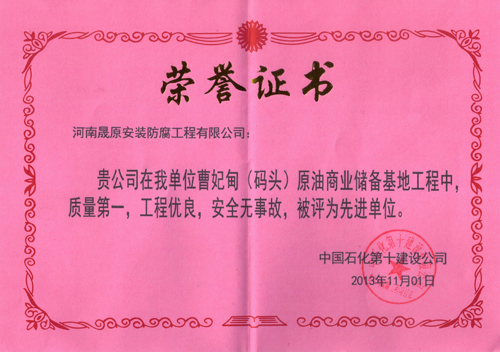 荣誉证书
河南晟原安装防腐工程有限公司：
贵公司在我单位曹妃甸（码头）原油商业储备基地工程中，
质量第一，工程优良，安全无事故，被评为先进单位。
中国石化第十建设公司
2013年11月01日